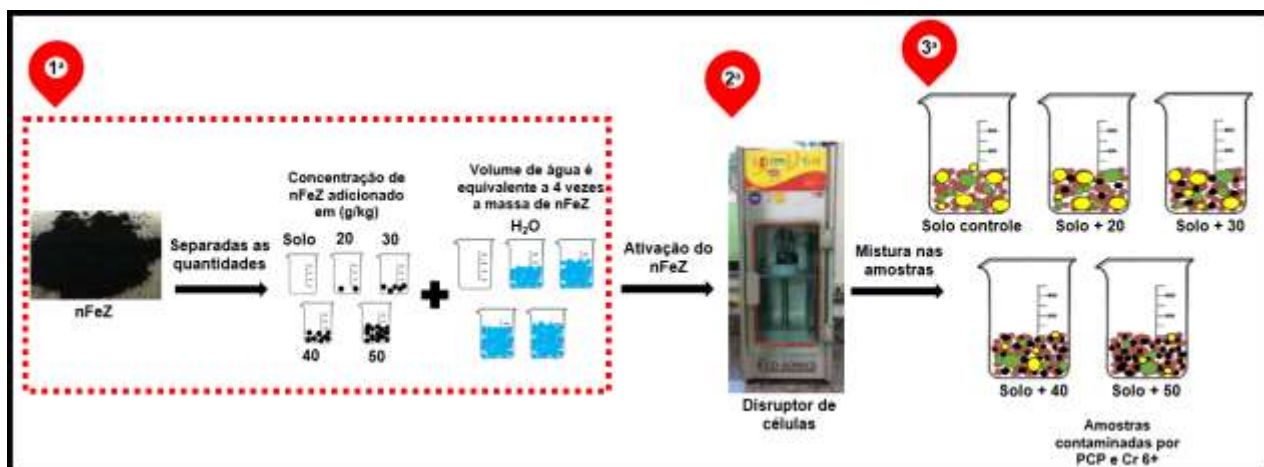 1ª
nFeZ
Separadas as
quantidades
Concentração de
nFeZ adicionado
em (g/kg)
Solo 20 30
40 50
Volume de água é
equivalente a 4 vezes
a massa de nFeZ
H₂O
Ativação do
nFeZ
2ª
Disruptor de
células
Mistura nas
amostras
3ª
Solo controle
Solo + 20
Solo + 30
Solo + 40
Solo + 50
Amostras
contaminadas por
PCP e Cr 6+